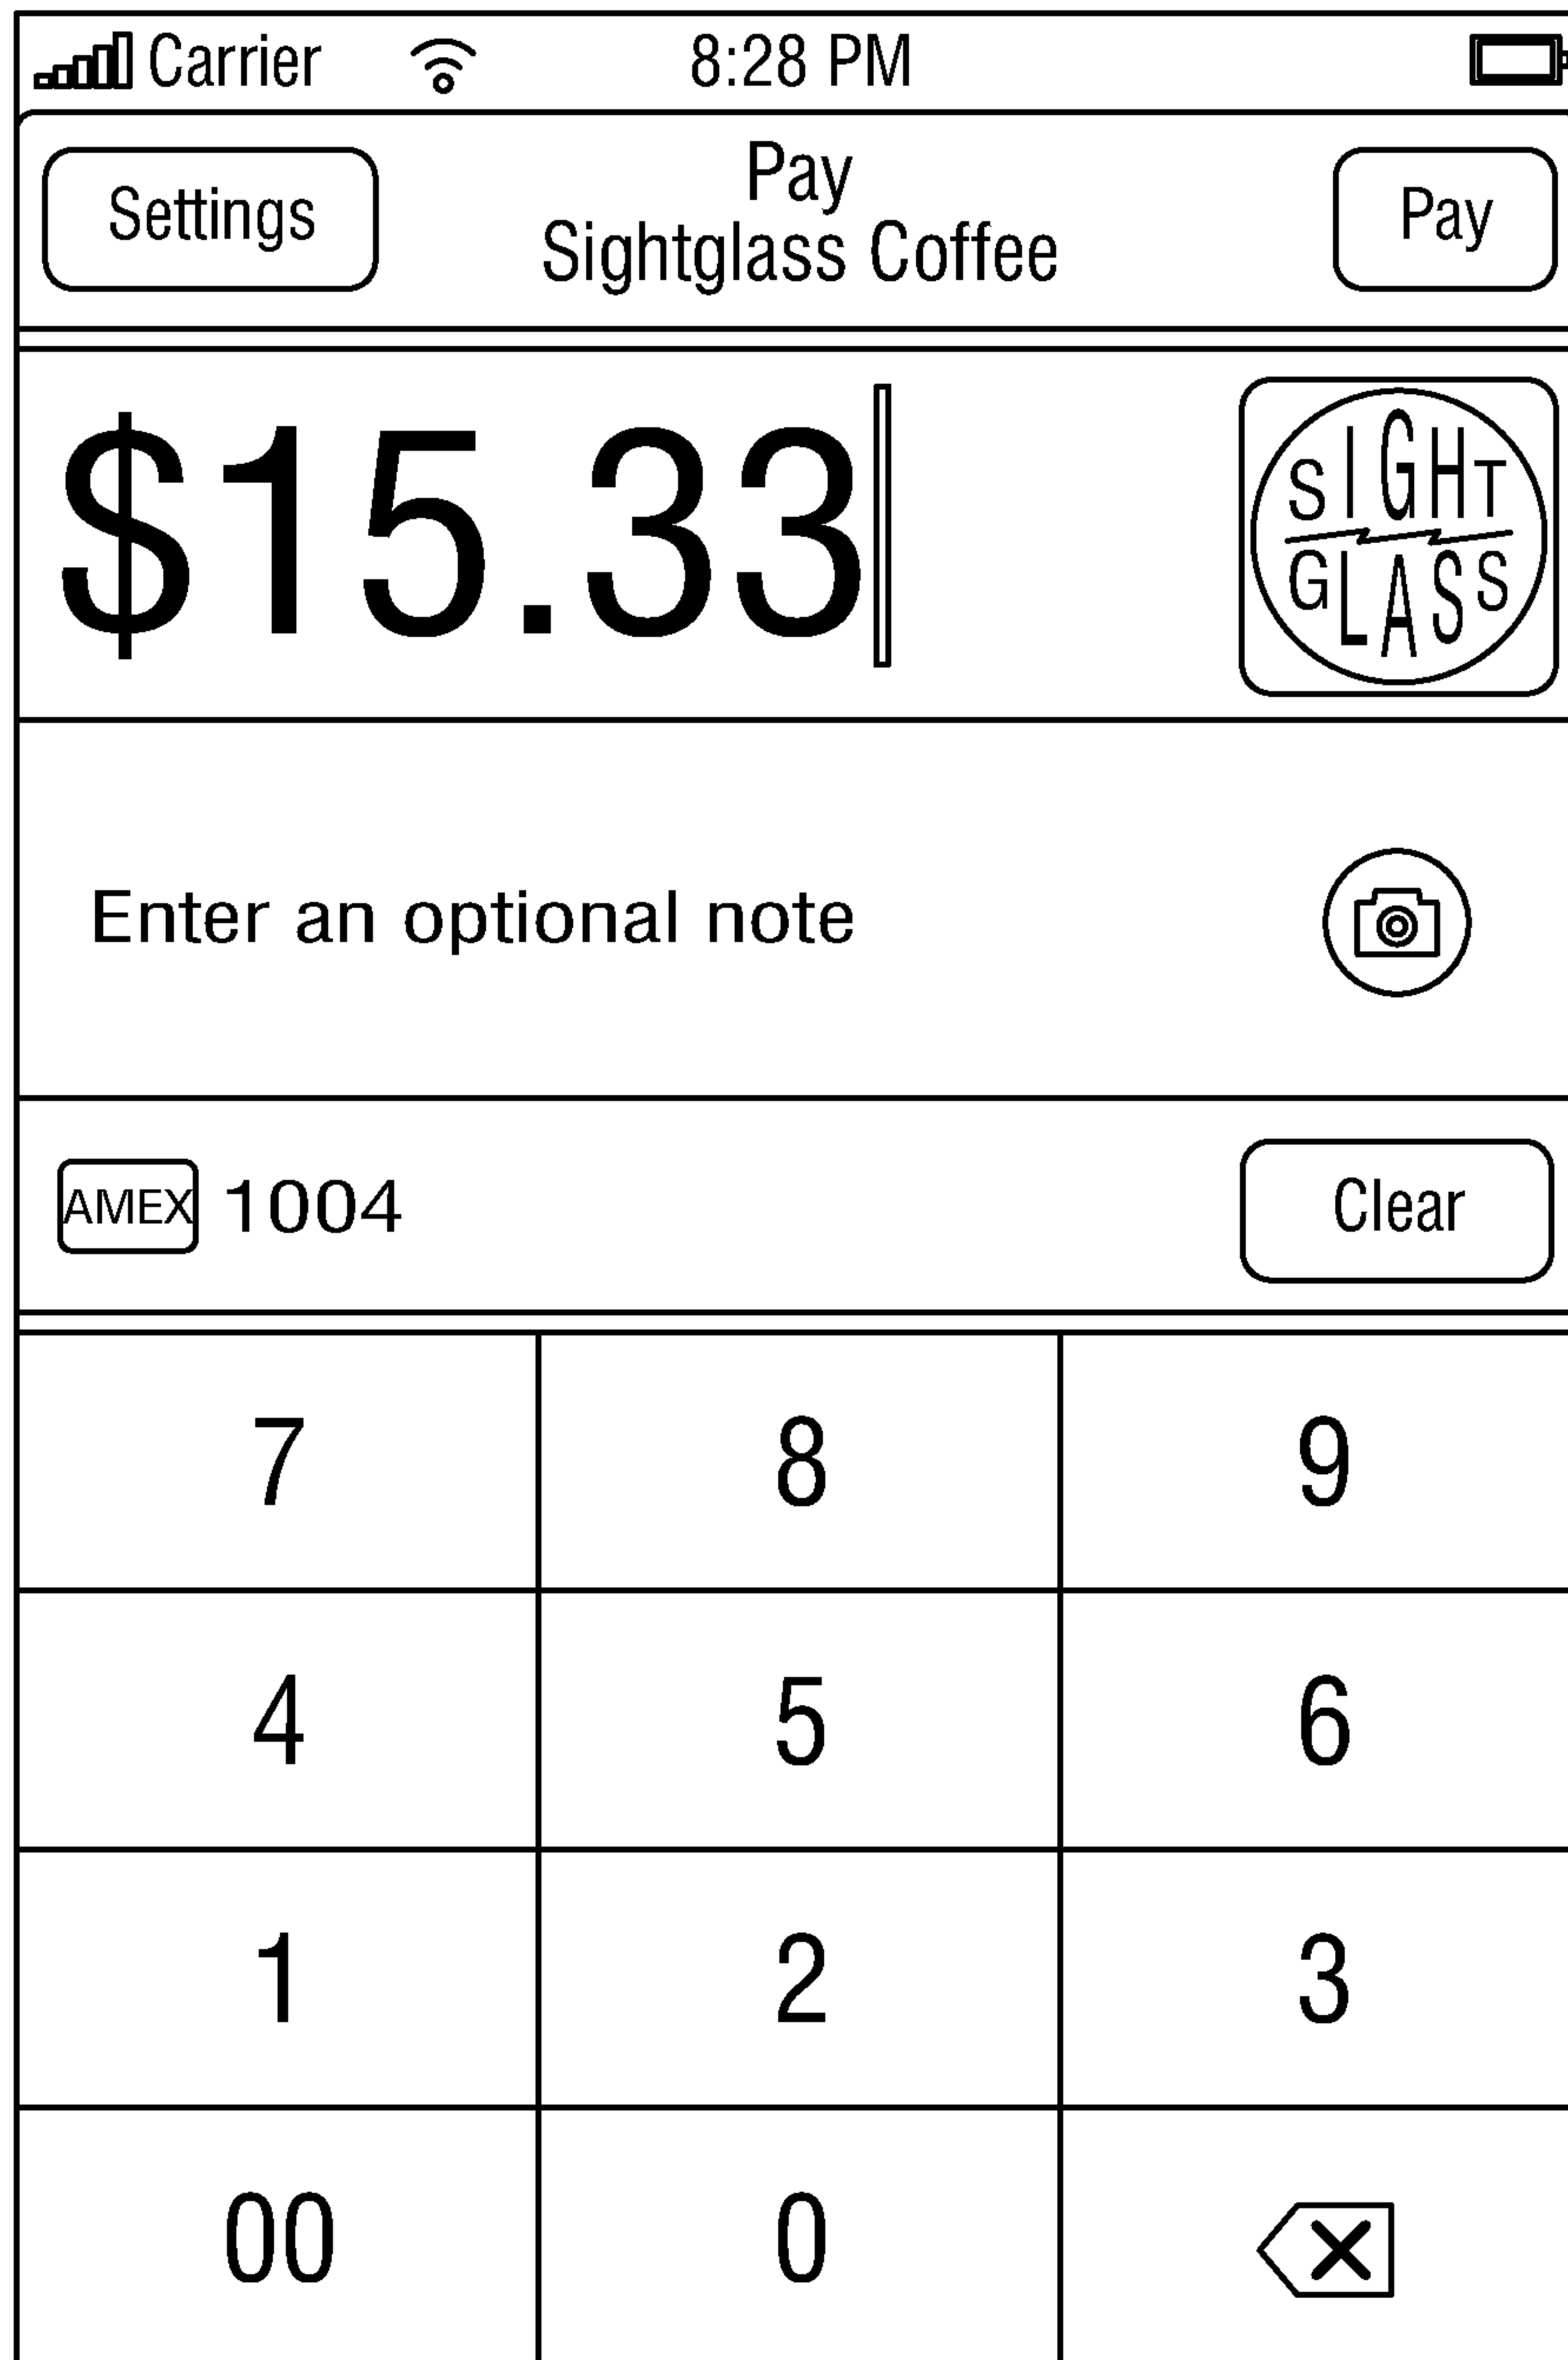 Carrier 8:28 PM
Settings
Pay
Sightglass Coffee
Pay
$15.33
SIGHT
GLASS
Enter an optional note
AMEX 1004
Clear
7 8 9
4 5 6
1 2 3
00 0